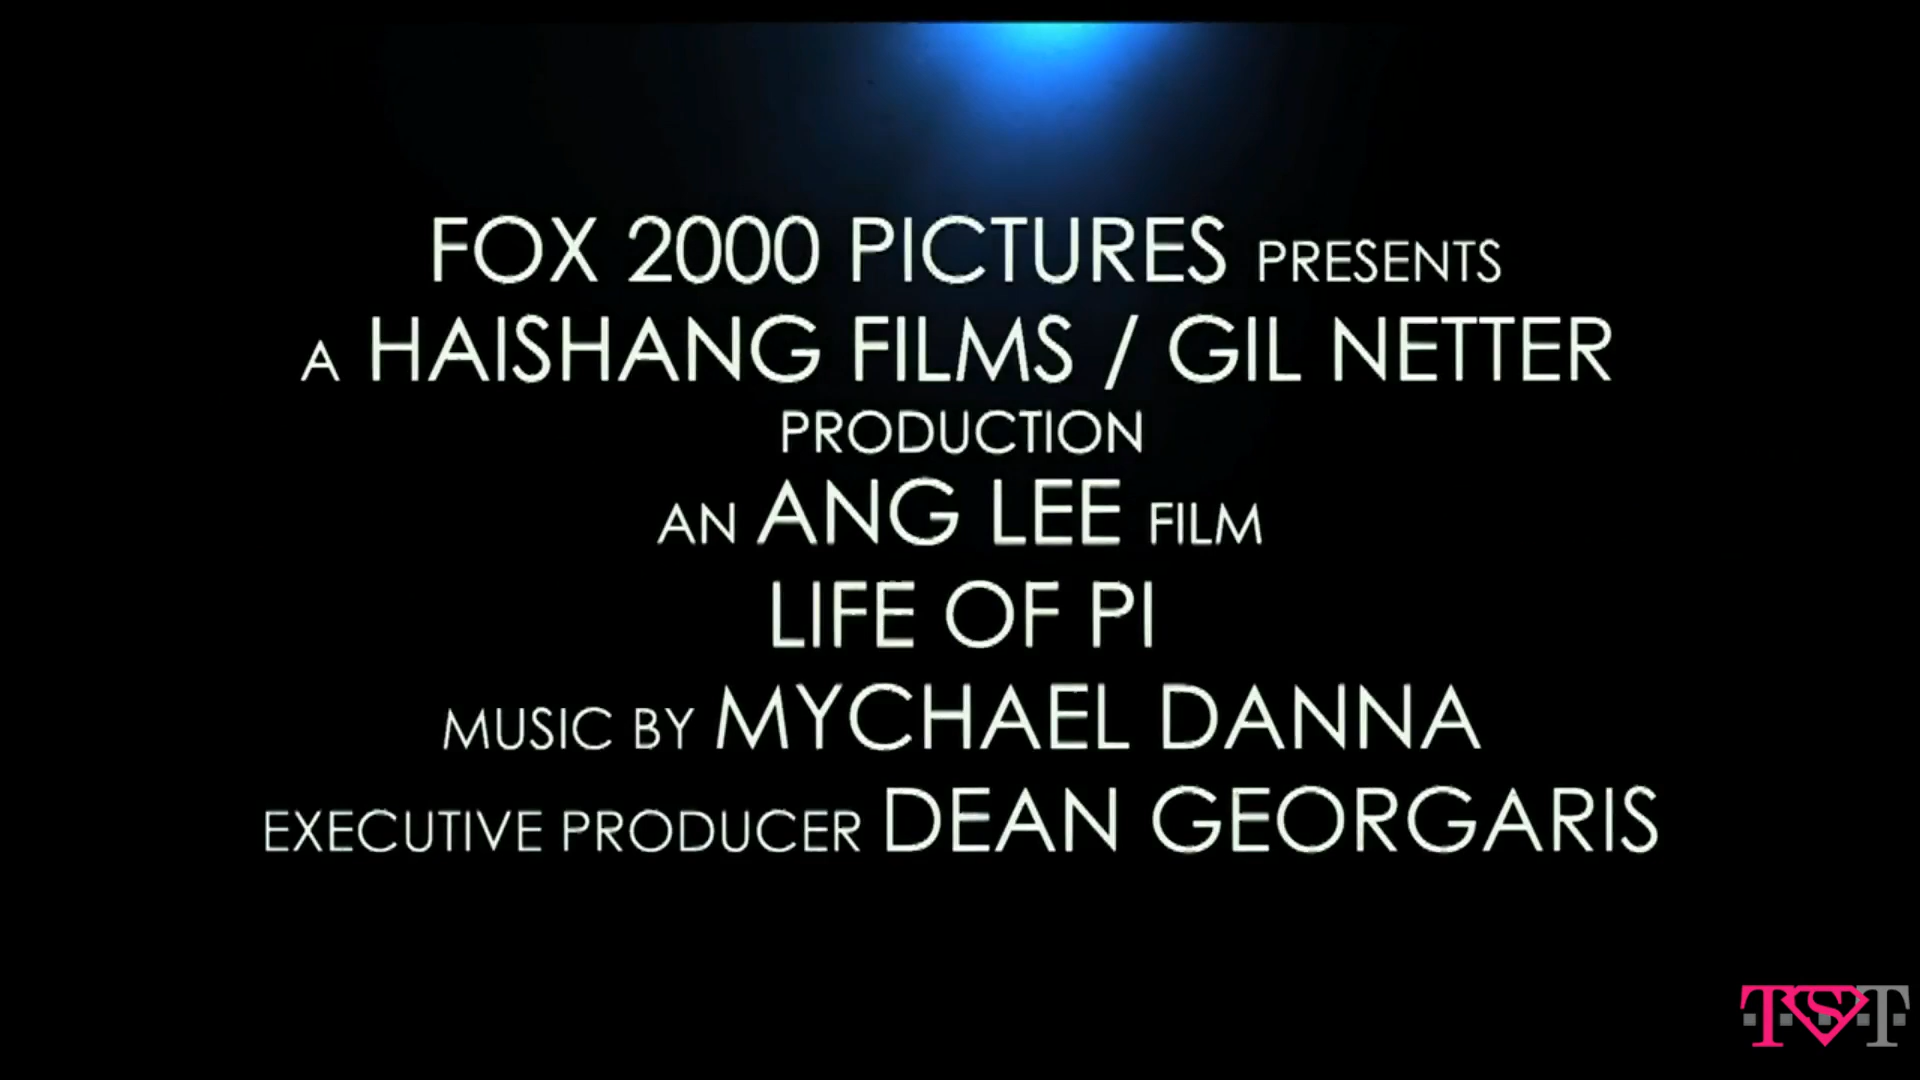 FOX 2000 PICTURES PRESENTS
A HAISHANG FILMS / GIL NETTER
PRODUCTION
AN ANG LEE FILM
LIFE OF PI
MUSIC BY MYCHAEL DANNA
EXECUTIVE PRODUCER DEAN GEORGARIS
TST